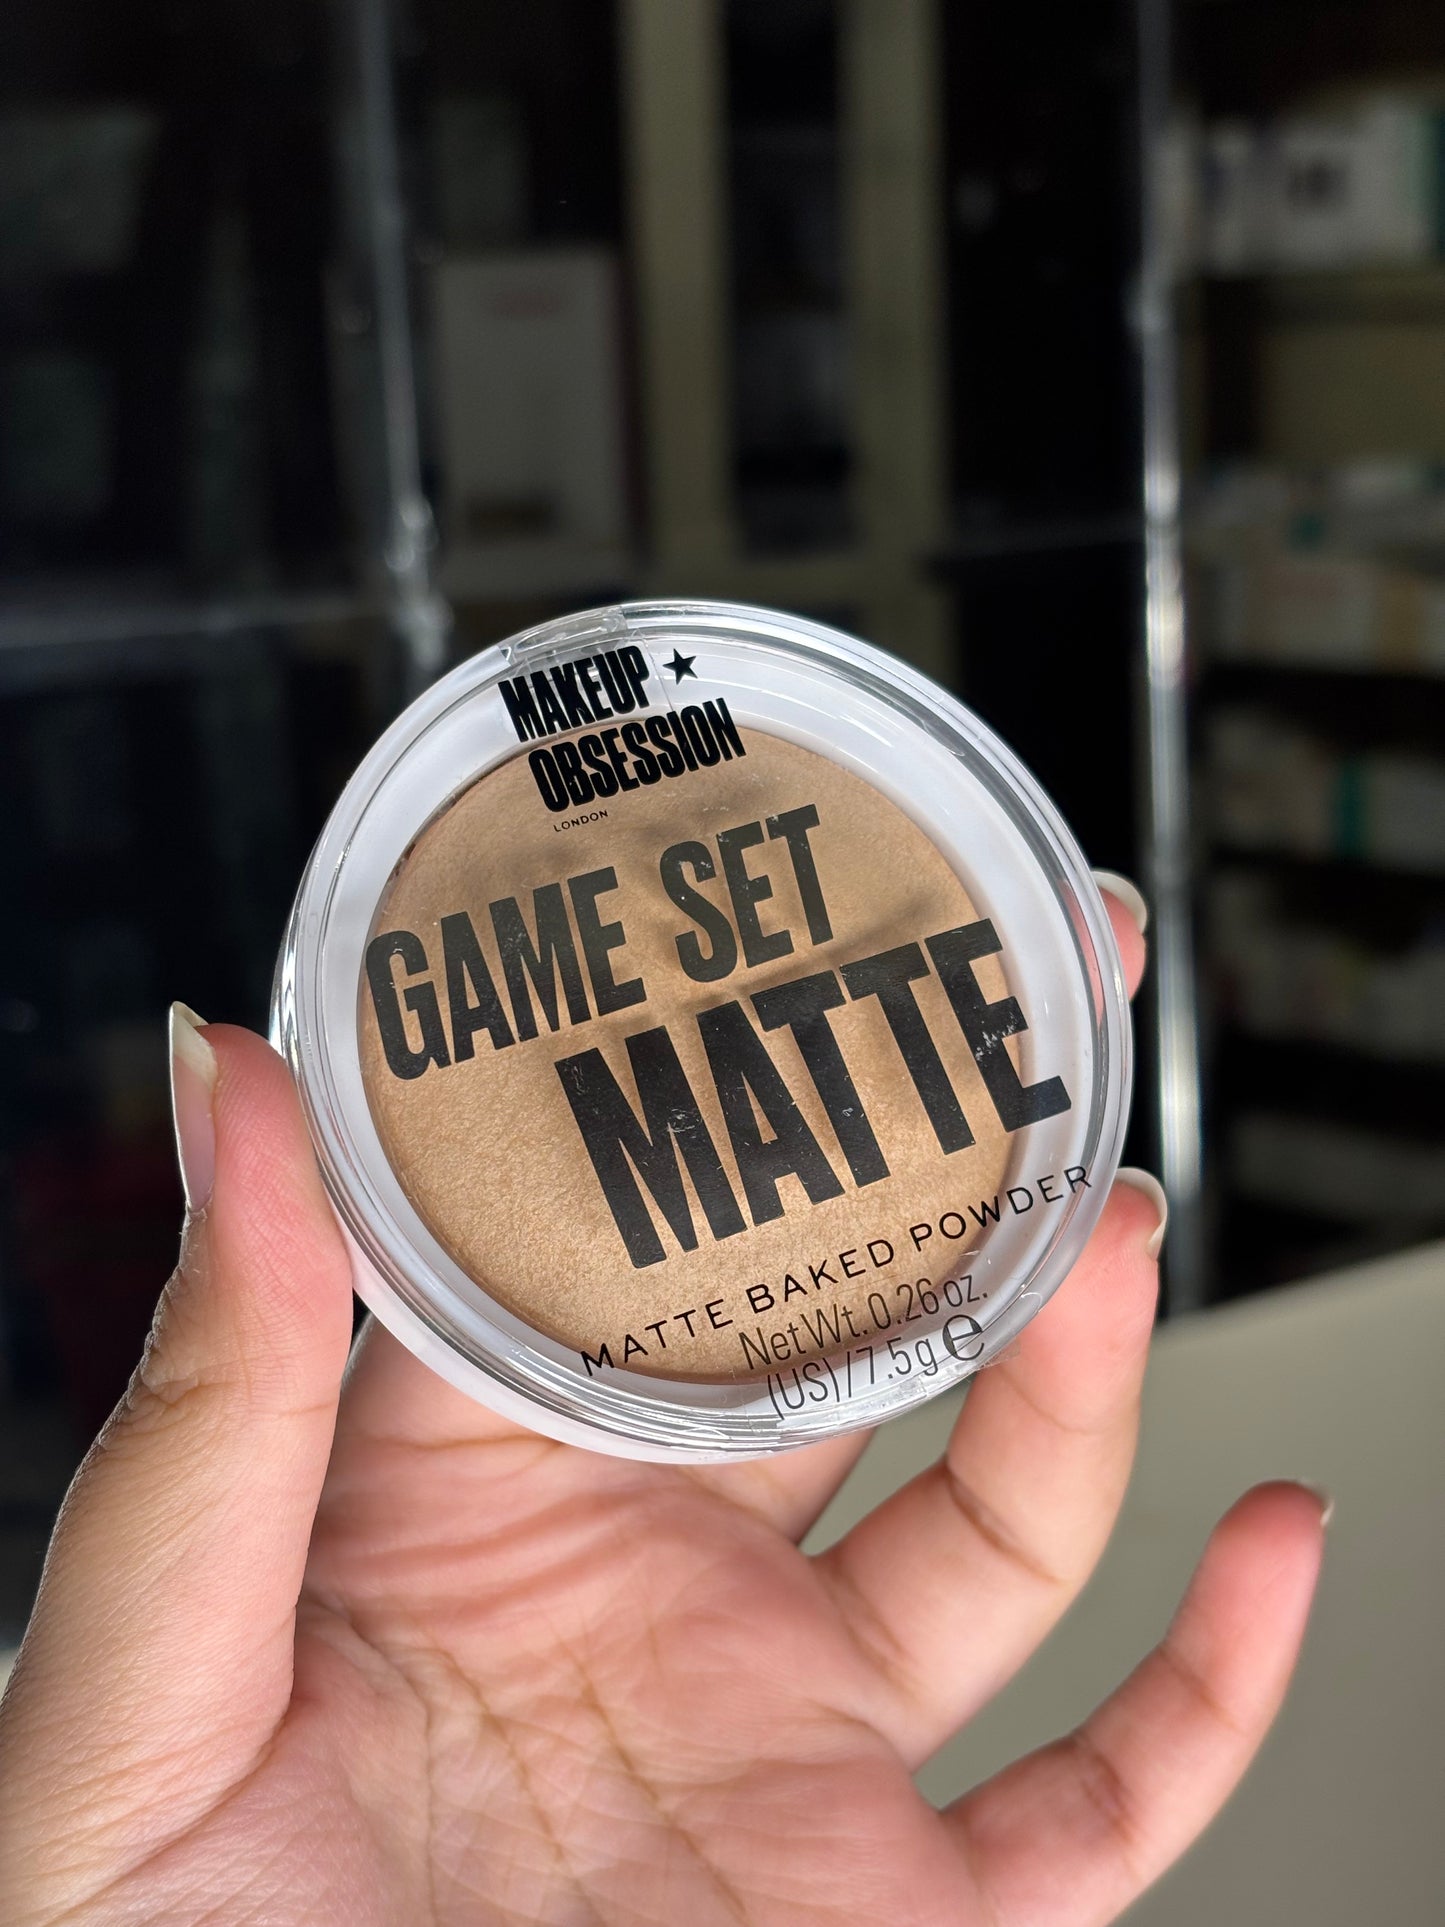 MAKEUP ★
OBSESSION
LONDON
GAME SET
MATTE
MATTE BAKED POWDER
Net Wt. 0.26 oz.
(US) / 7.5g ℮